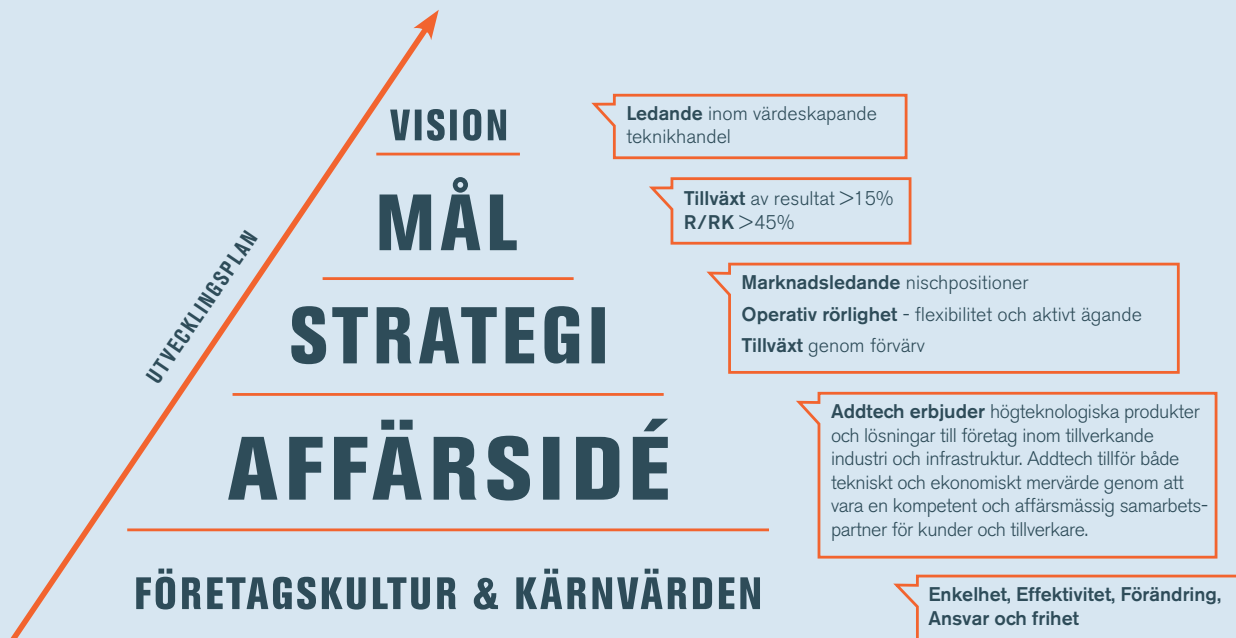 VISION
Ledande inom värdeskapande
teknikhandel
MÅL
Tillväxt av resultat >15%
R/RK >45%
UTVECKLINGSPLAN
STRATEGI
Marknadsledande nischpositioner
Operativ rörlighet - flexibilitet och aktivt ägande
Tillväxt genom förvärv
AFFÄRSIDÉ
Addtech erbjuder högteknologiska produkter
och lösningar till företag inom tillverkande
industri och infrastruktur. Addtech tillför både
tekniskt och ekonomiskt mervärde genom att
vara en kompetent och affärsmässig samarbets-
partner för kunder och tillverkare.
FÖRETAGSKULTUR & KÄRNVÄRDEN
Enkelhet, Effektivitet, Förändring,
Ansvar och frihet